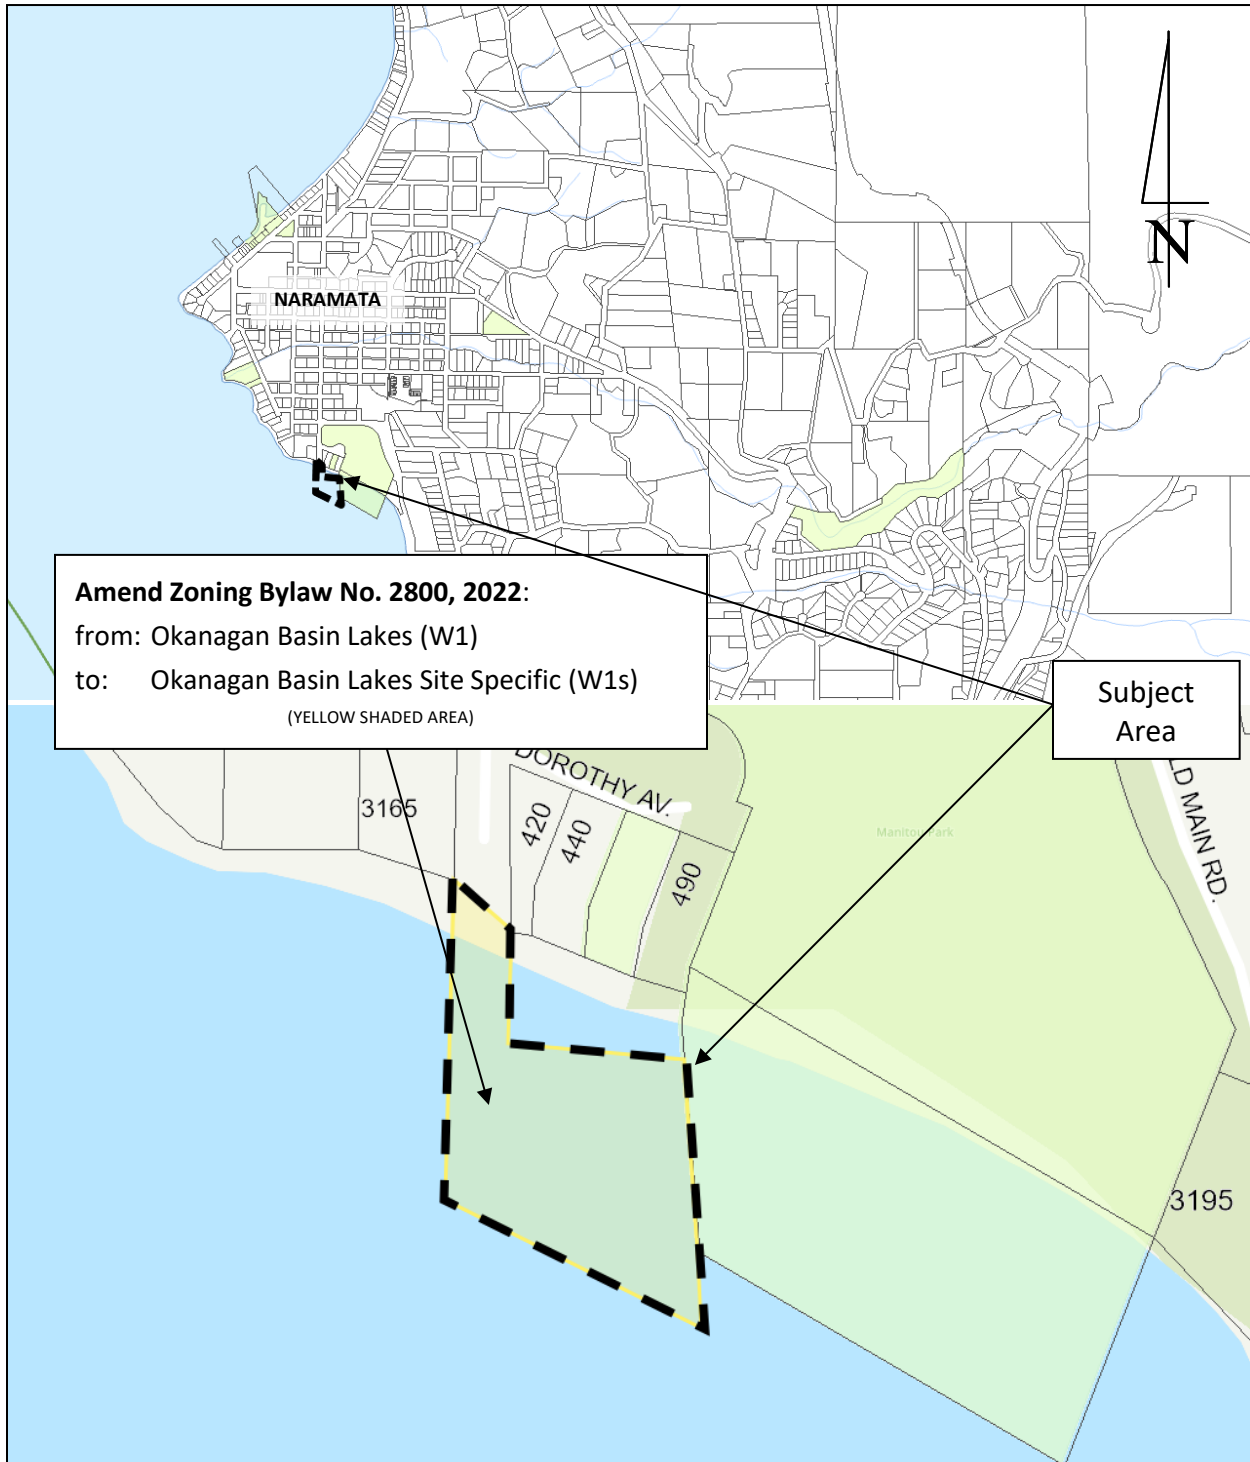 N
NARAMATA
Amend Zoning Bylaw No. 2800, 2022:
from: Okanagan Basin Lakes (W1)
to: Okanagan Basin Lakes Site Specific (W1s)
(YELLOW SHADED AREA)
Subject
Area
DOROTHY AV.
LD MAIN RD.
3165
420
440
490
Manitou Park
3195